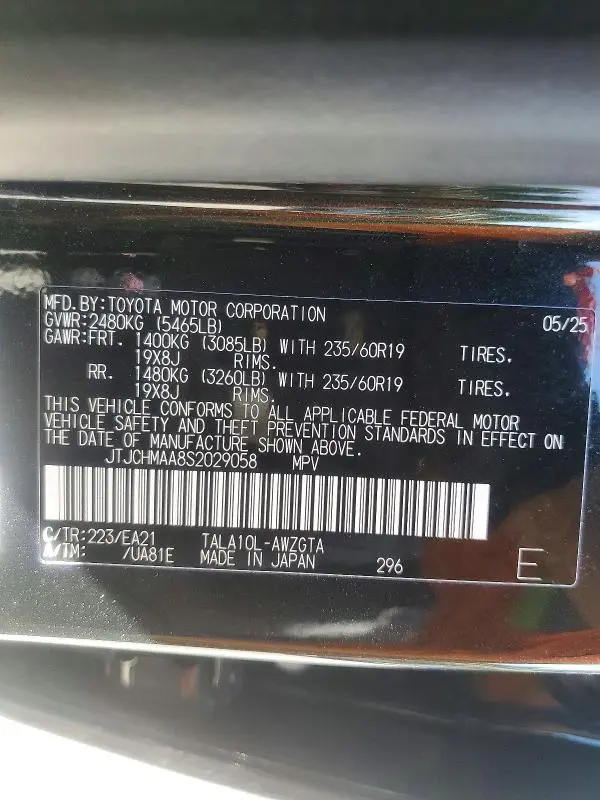 MFD.BY:TOYOTA MOTOR CORPORATION 05/25
GVWR:2480KG (5465LB)
GAWR:FRT. 1400KG (3085LB) WITH 235/60R19 TIRES.
19X8J RIMS.
RR. 1480KG (3260LB) WITH 235/60R19 TIRES.
19X8J RIMS.
THIS VEHICLE CONFORMS TO ALL APPLICABLE FEDERAL MOTOR
VEHICLE SAFETY AND THEFT PREVENTION STANDARDS IN EFFECT ON
THE DATE OF MANUFACTURE SHOWN ABOVE.
JTJCHMAA8S2029058 MPV
C/TR:223/EA21 TALA10L-AWZGTA
A/TM: /UA81E MADE IN JAPAN 296 E